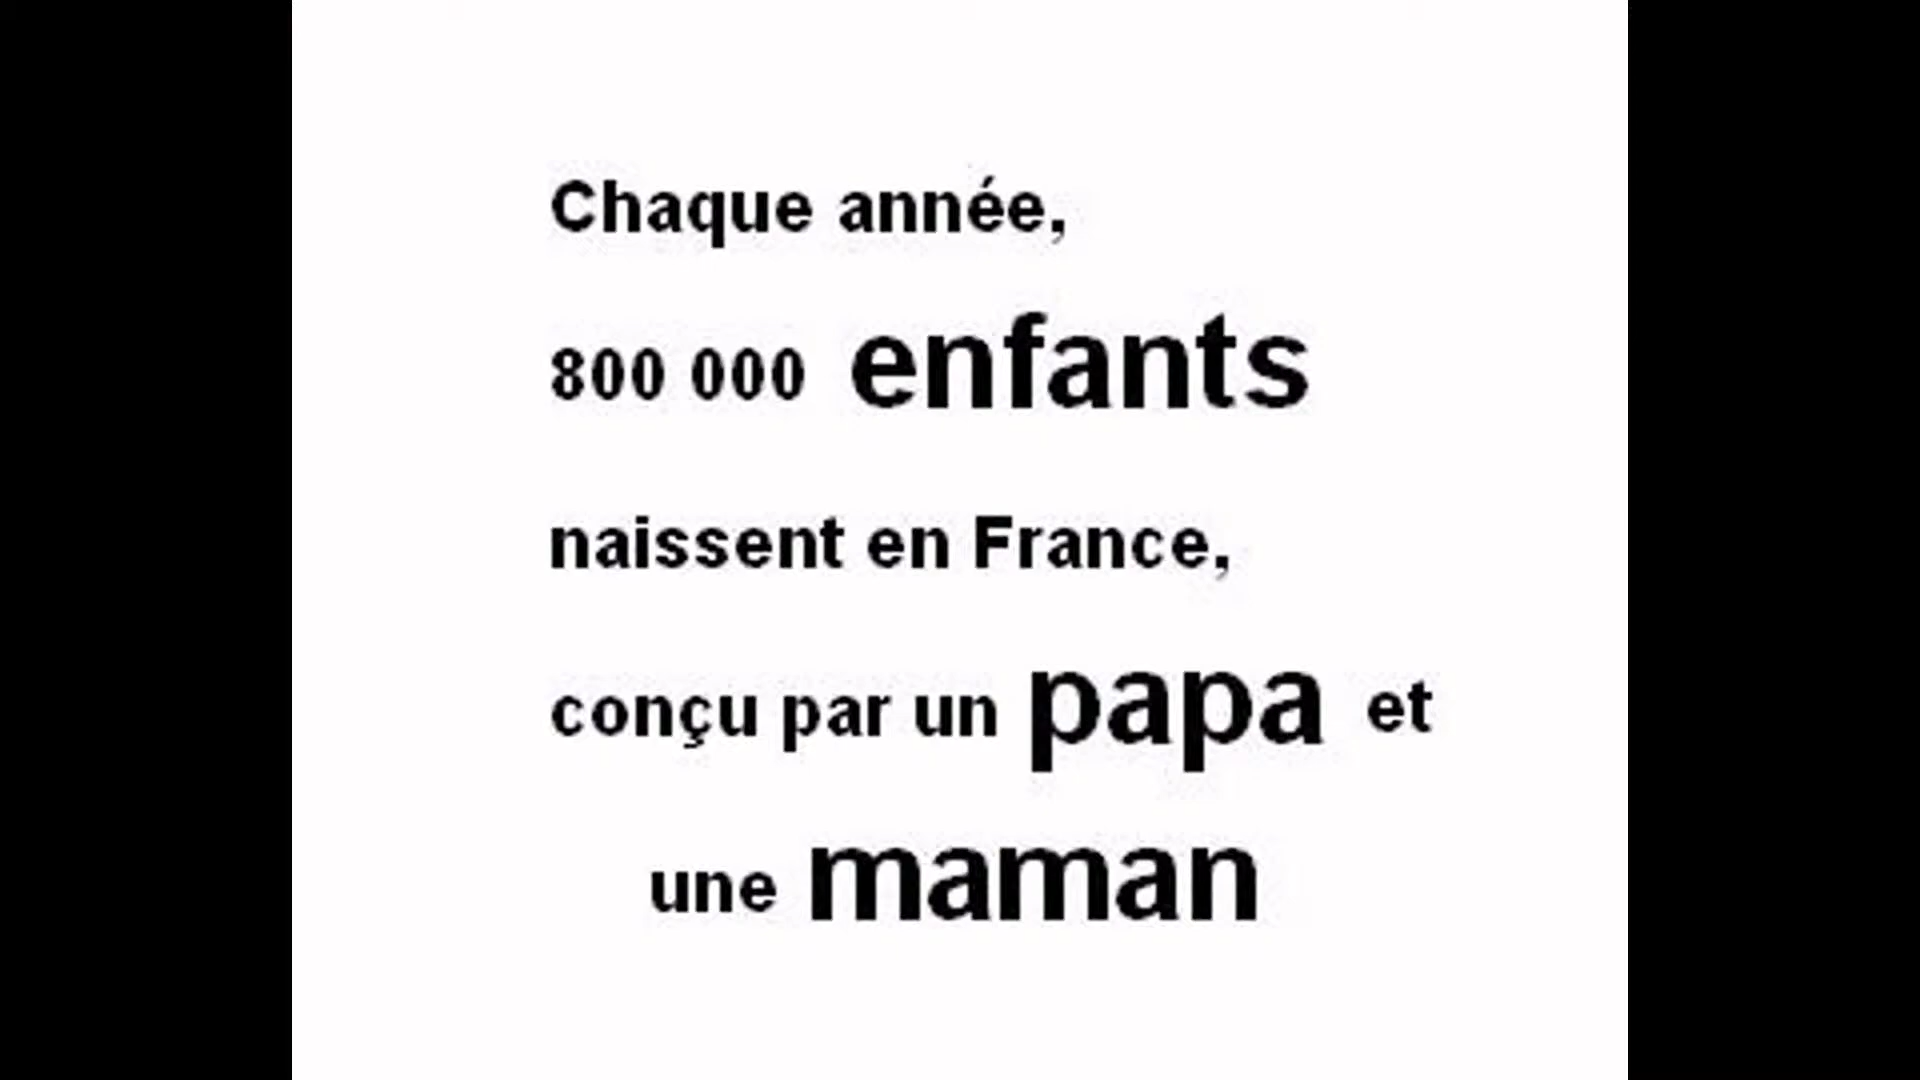 Chaque année,
800 000 enfants
naissent en France,
conçu par un papa et
une maman